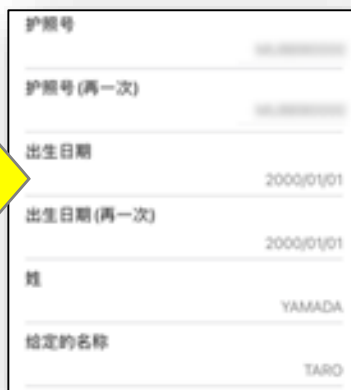 护照号
护照号(再一次)
出生日期
2000/01/01
出生日期(再一次)
2000/01/01
姓
YAMADA
给定的名称
TARO